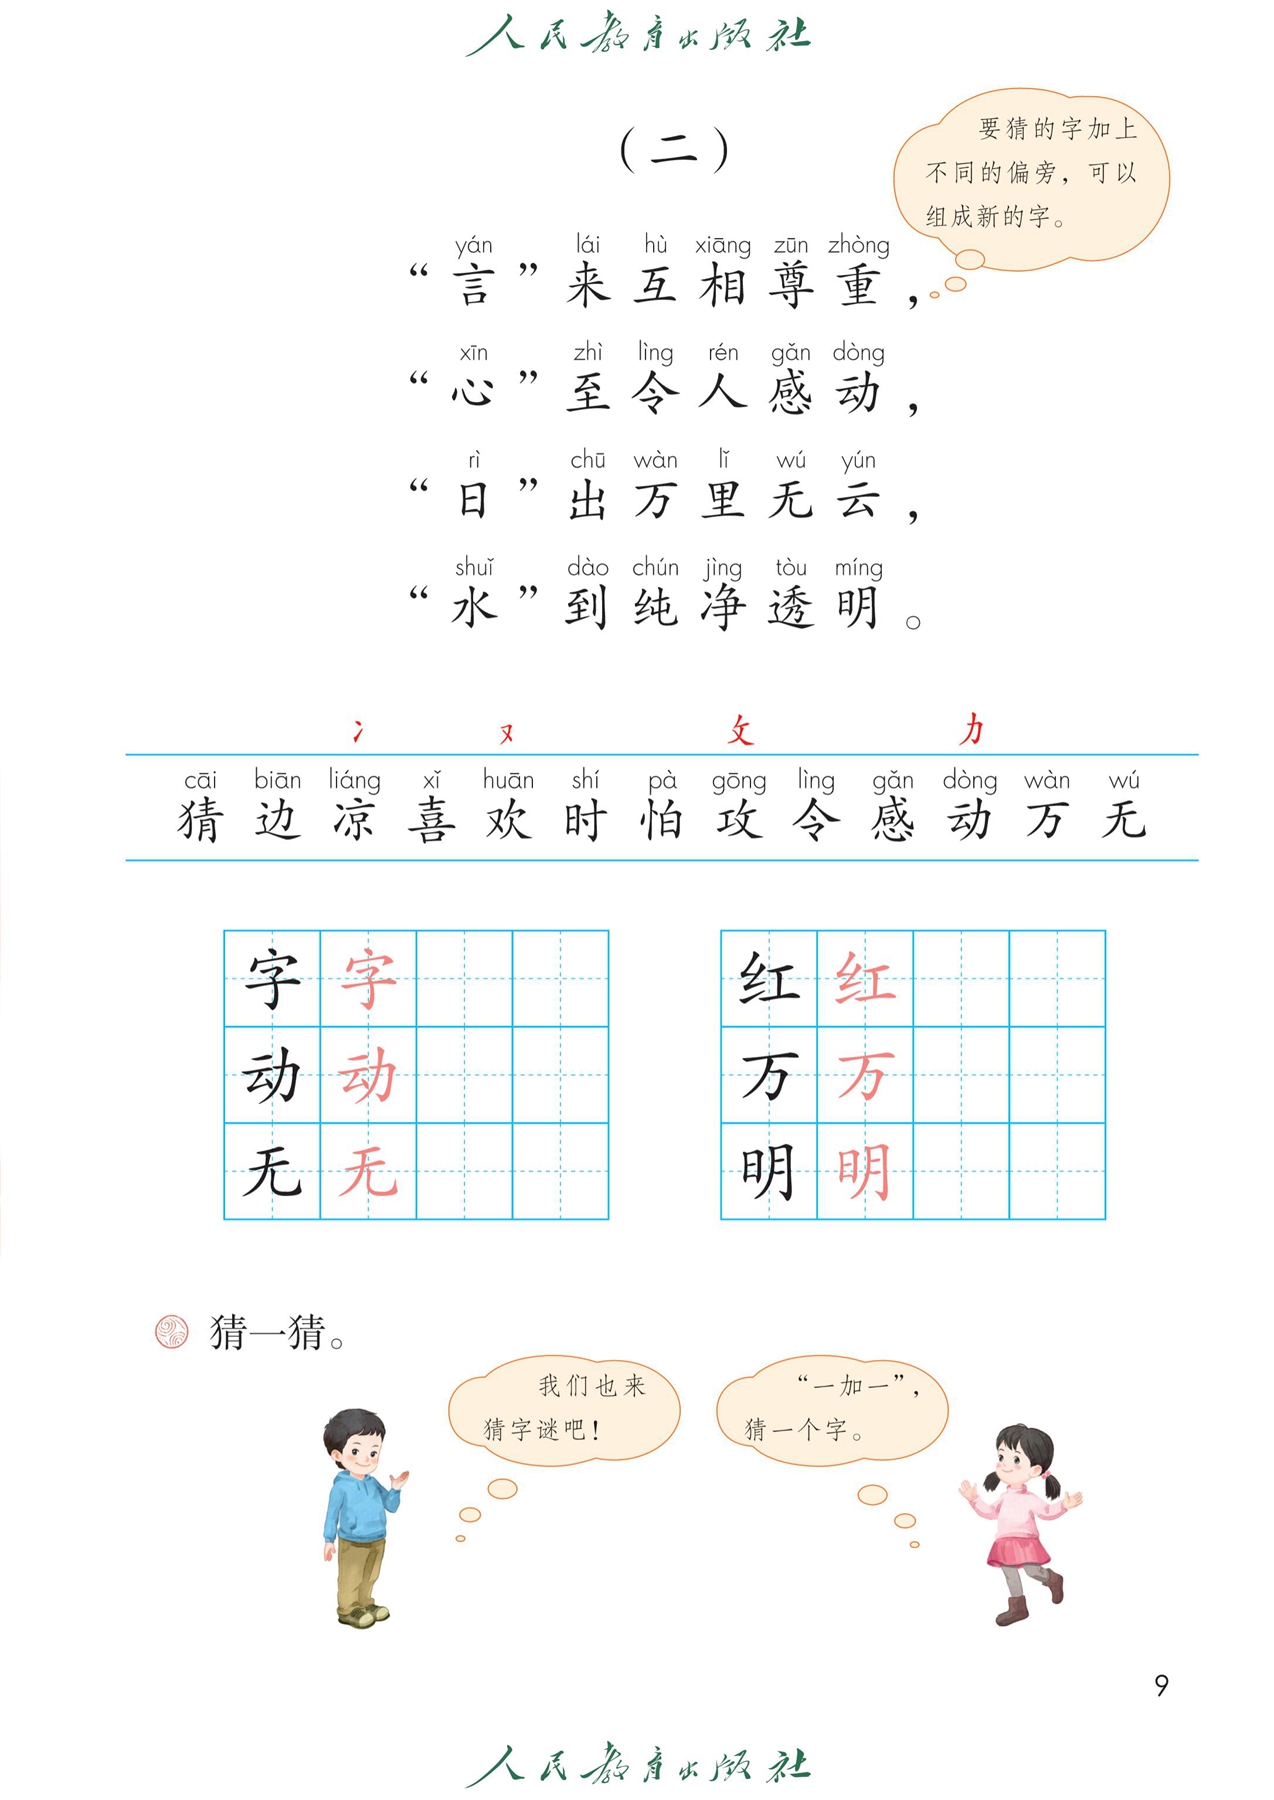 人民教育出版社
（二）
要猜的字加上
不同的偏旁，可以
组成新的字。
yán lái hù xiāng zūn zhòng
“言”来互相尊重，
xīn zhì lìng rén gǎn dòng
“心”至令人感动，
rì chū wàn lǐ wú yún
“日”出万里无云，
shuǐ dào chún jìng tòu míng
“水”到纯净透明。
冫 又 攵 力
cāi biān liáng xǐ huān shí pà gōng lìng gǎn dòng wàn wú
猜 边 凉 喜 欢 时 怕 攻 令 感 动 万 无
字 字 红 红
动 动 万 万
无 无 明 明
猜一猜。
我们也来
猜字谜吧！
“一加一”，
猜一个字。
9
人民教育出版社